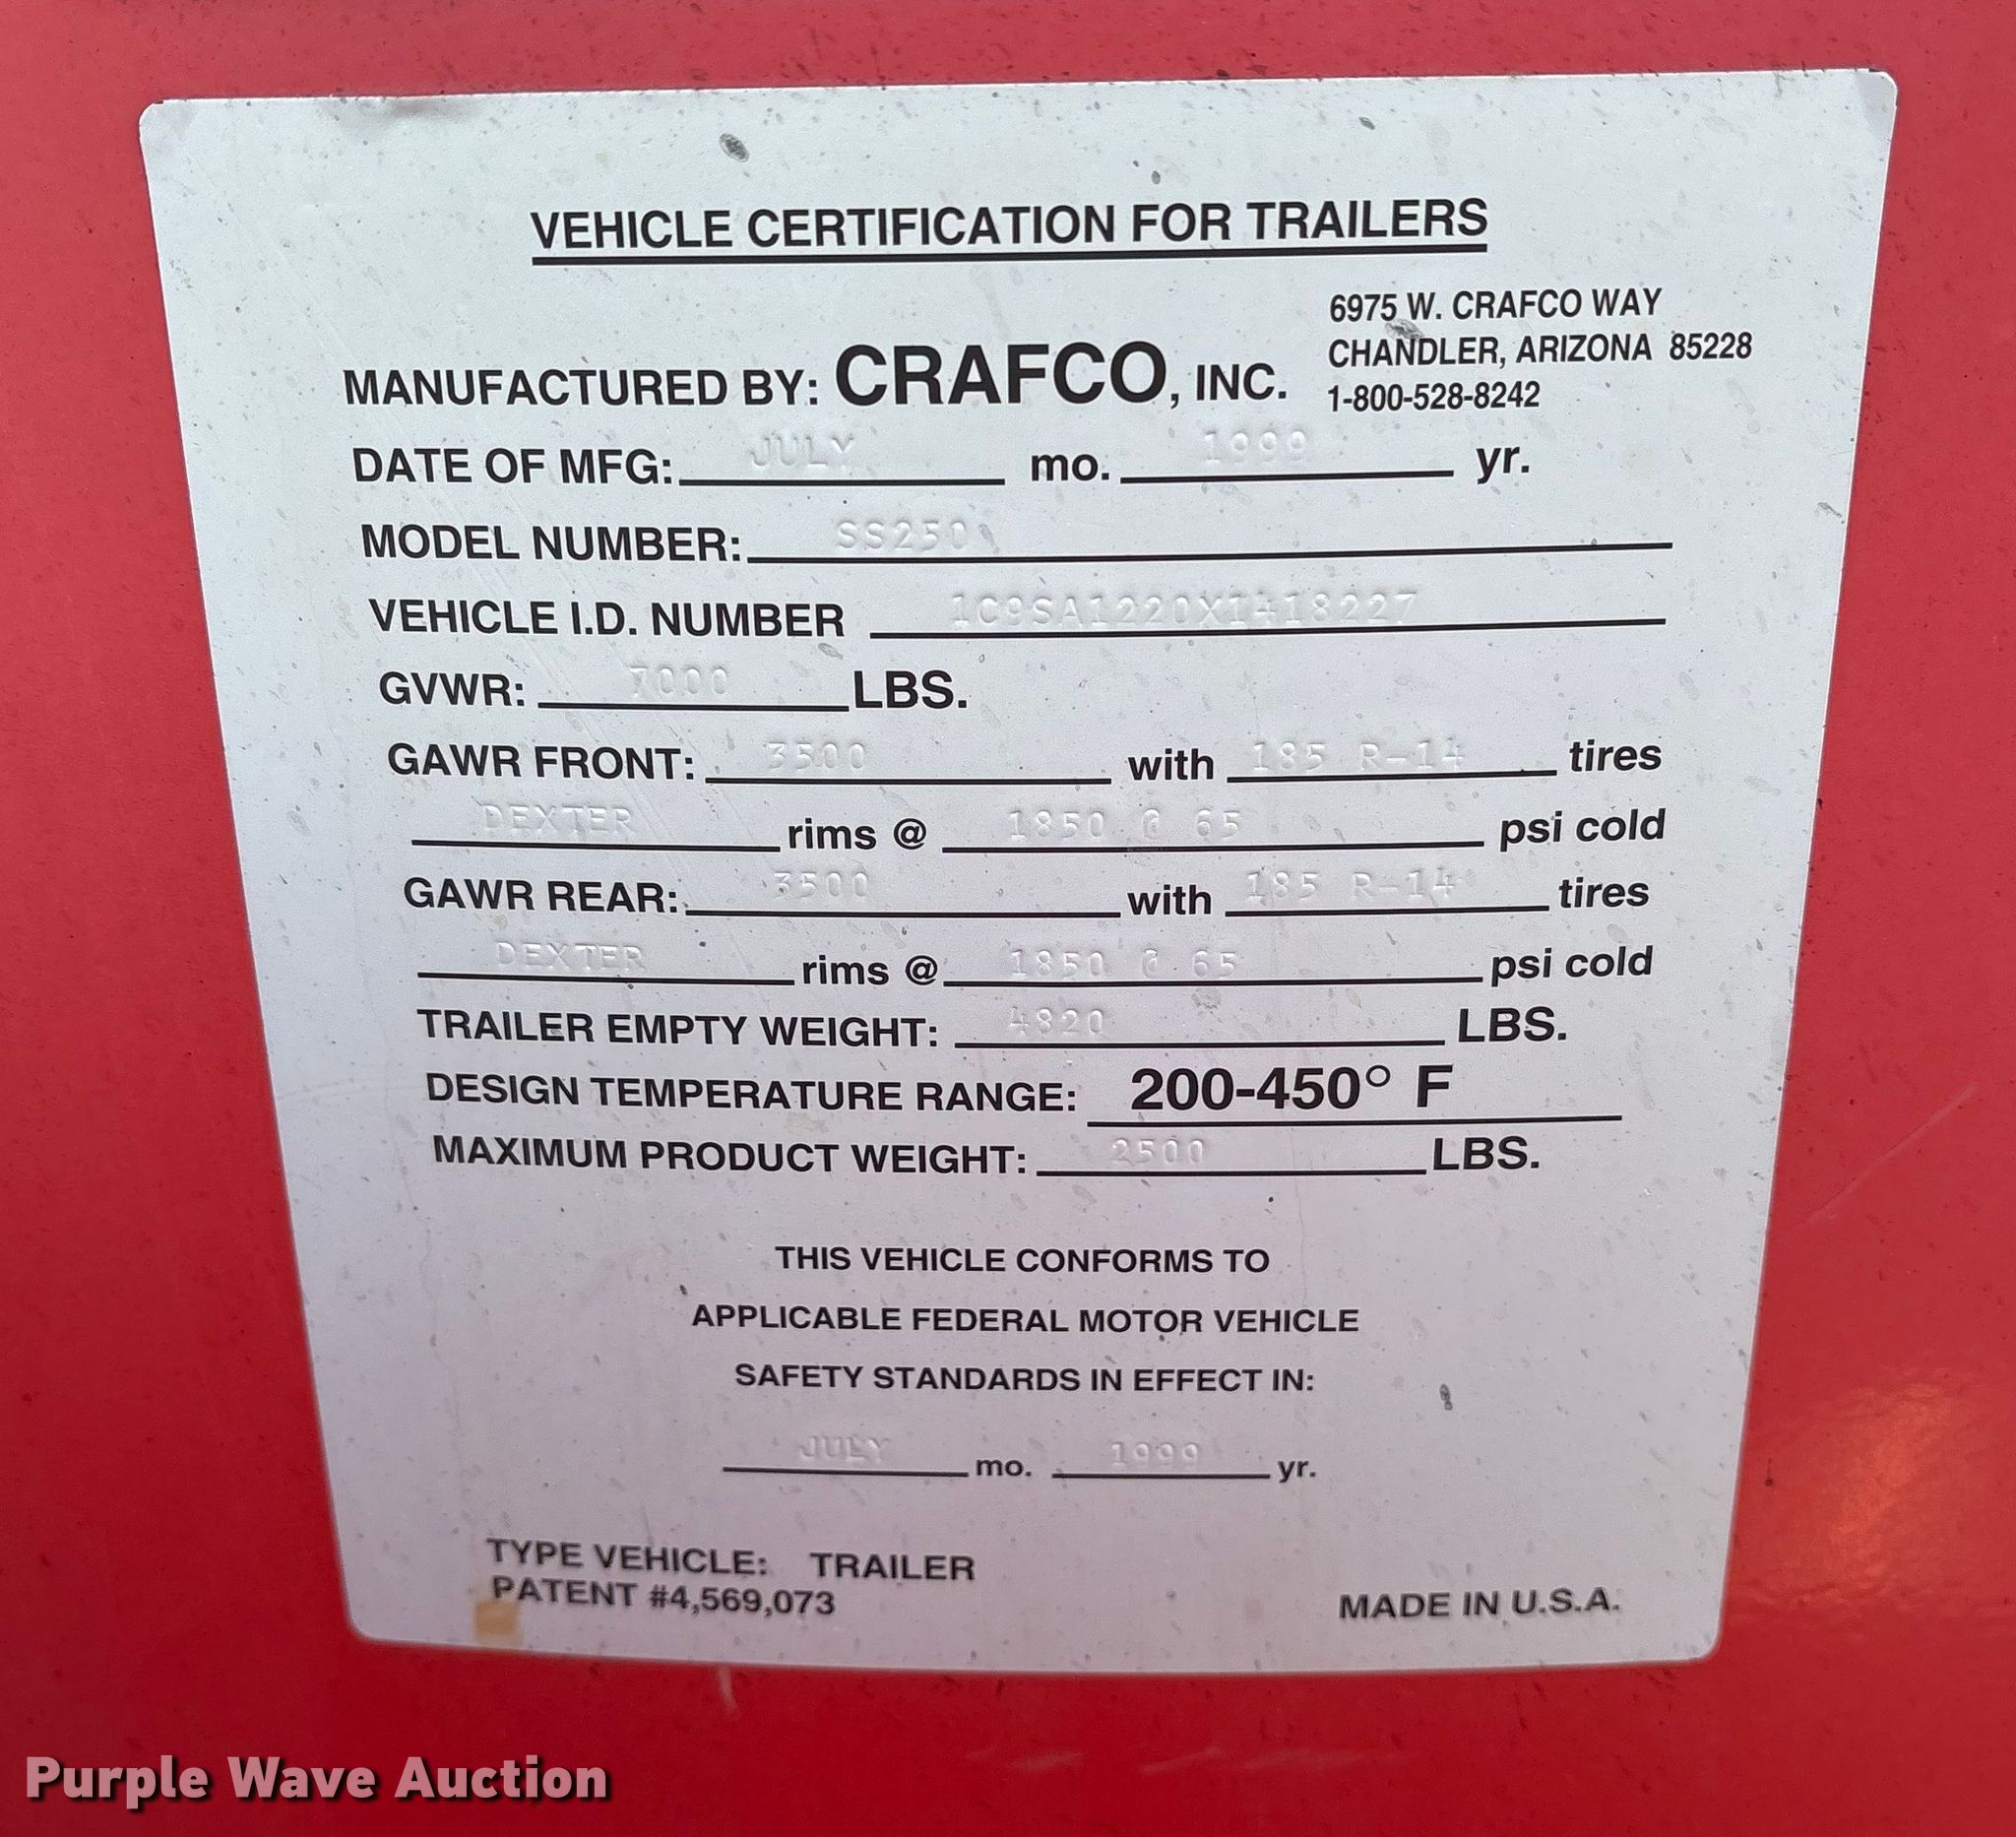 VEHICLE CERTIFICATION FOR TRAILERS
6975 W. CRAFCO WAY
CHANDLER, ARIZONA 85228
MANUFACTURED BY: CRAFCO, INC. 1-800-528-8242
DATE OF MFG: JULY mo. 1999 yr.
MODEL NUMBER: SS250
VEHICLE I.D. NUMBER 1C9SA1220X1418227
GVWR: 7000 LBS.
GAWR FRONT: 3500 with 185 R-14 tires
DEXTER rims @ 1850 @ 65 psi cold
GAWR REAR: 3500 with 185 R-14 tires
DEXTER rims @ 1850 @ 65 psi cold
TRAILER EMPTY WEIGHT: 4820 LBS.
DESIGN TEMPERATURE RANGE: 200-450° F
MAXIMUM PRODUCT WEIGHT: 2500 LBS.
THIS VEHICLE CONFORMS TO
APPLICABLE FEDERAL MOTOR VEHICLE
SAFETY STANDARDS IN EFFECT IN:
JULY mo. 1999 yr.
TYPE VEHICLE: TRAILER
PATENT #4,569,073
MADE IN U.S.A.
Purple Wave Auction